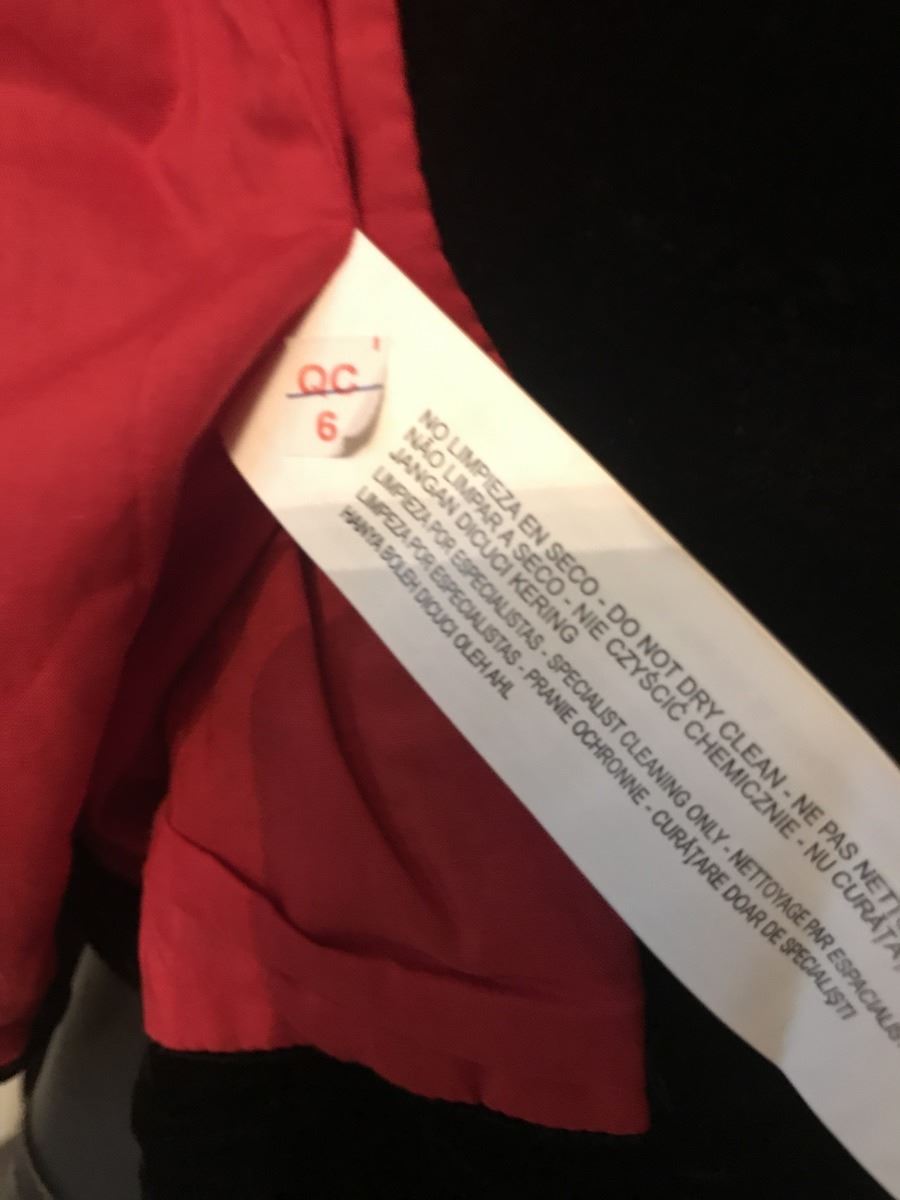 QC
6
NO LIMPIEZA EN SECO - DO NOT DRY CLEAN - NE PAS
NÃO LIMPAR A SECO - NIE CZYŚCIĆ CHEMICZNIE - NU
JANGAN DICUCI KERING
LIMPIEZA POR ESPECIALISTAS - SPECIALIST CLEANING ONLY - NETTOYAGE PAR
LIMPEZA POR ESPECIALISTAS - PRANIE OCHRONNE - CURĂŢARE DOAR DE SPECIALIŞTI
HANYA BOLEH DICUCI OLEH AHL